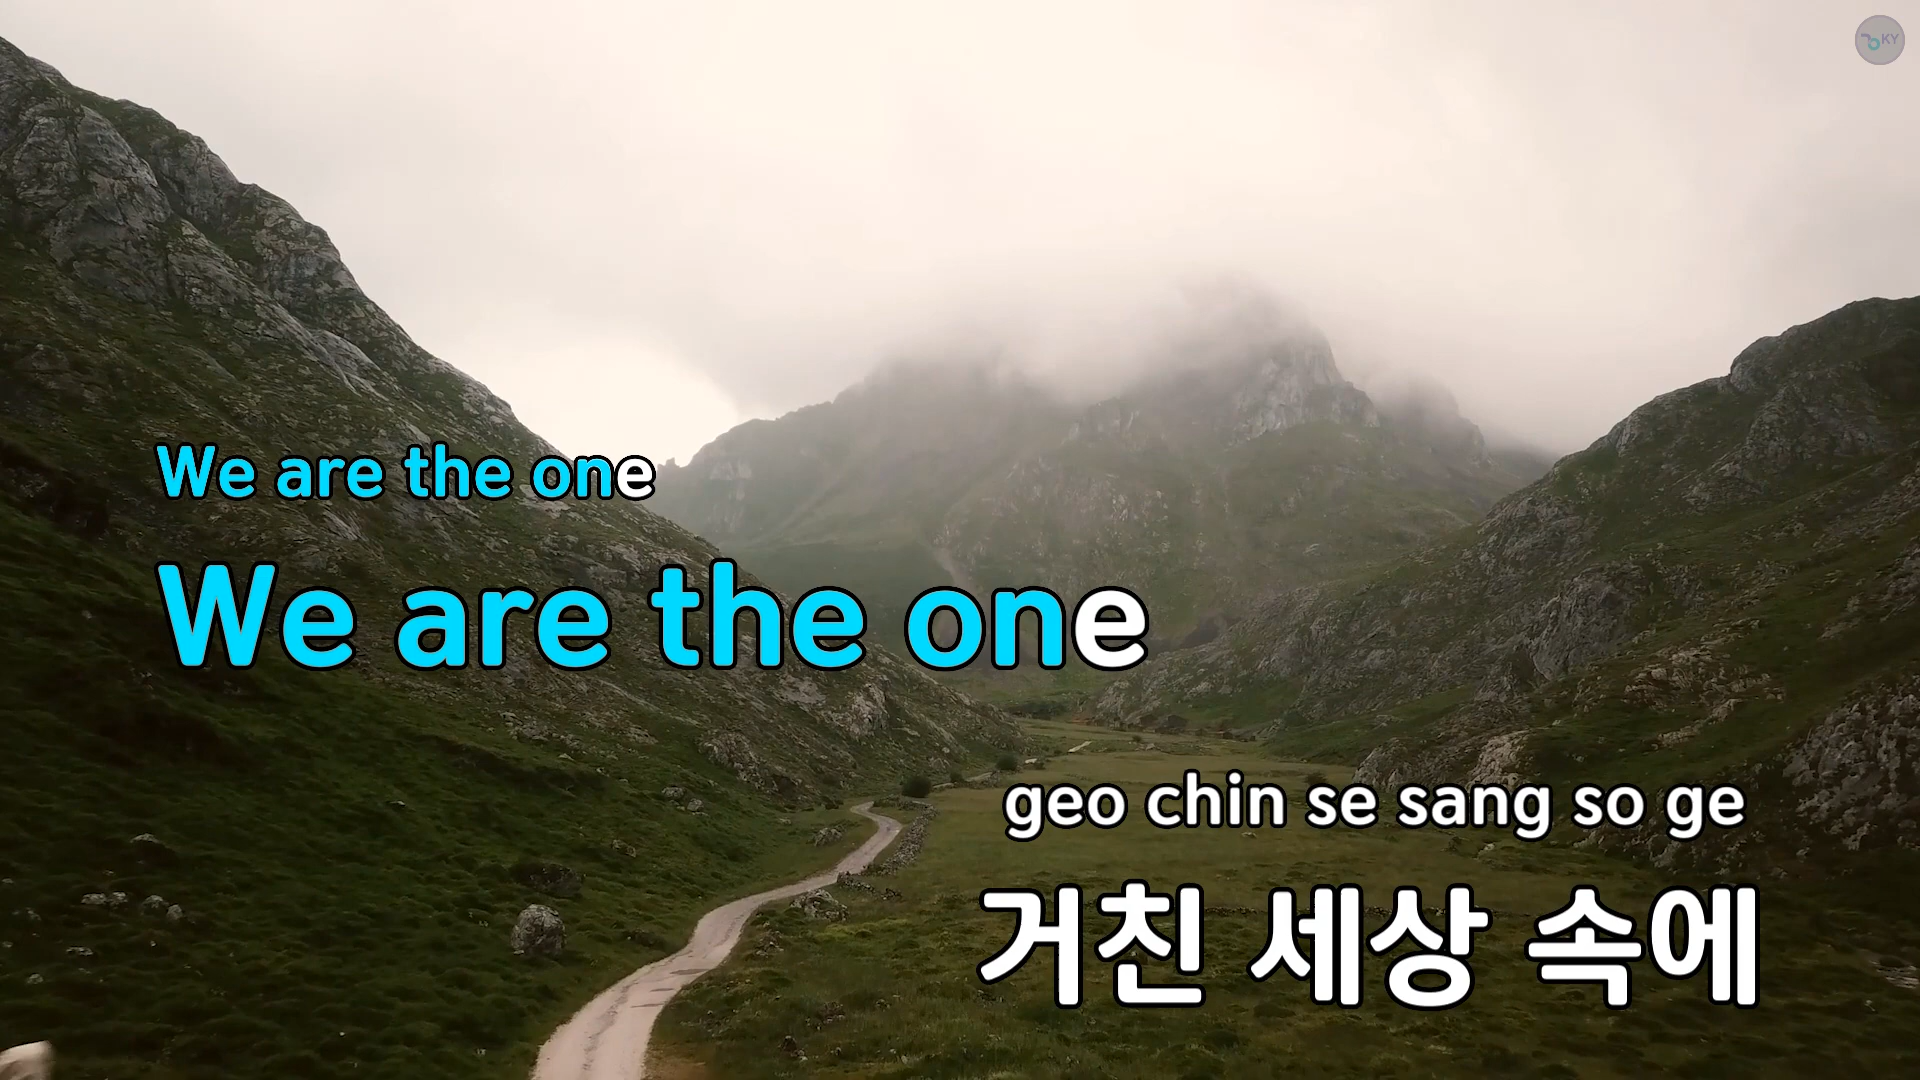 KY
We are the one
We are the one
geo chin se sang so ge
거친 세상 속에